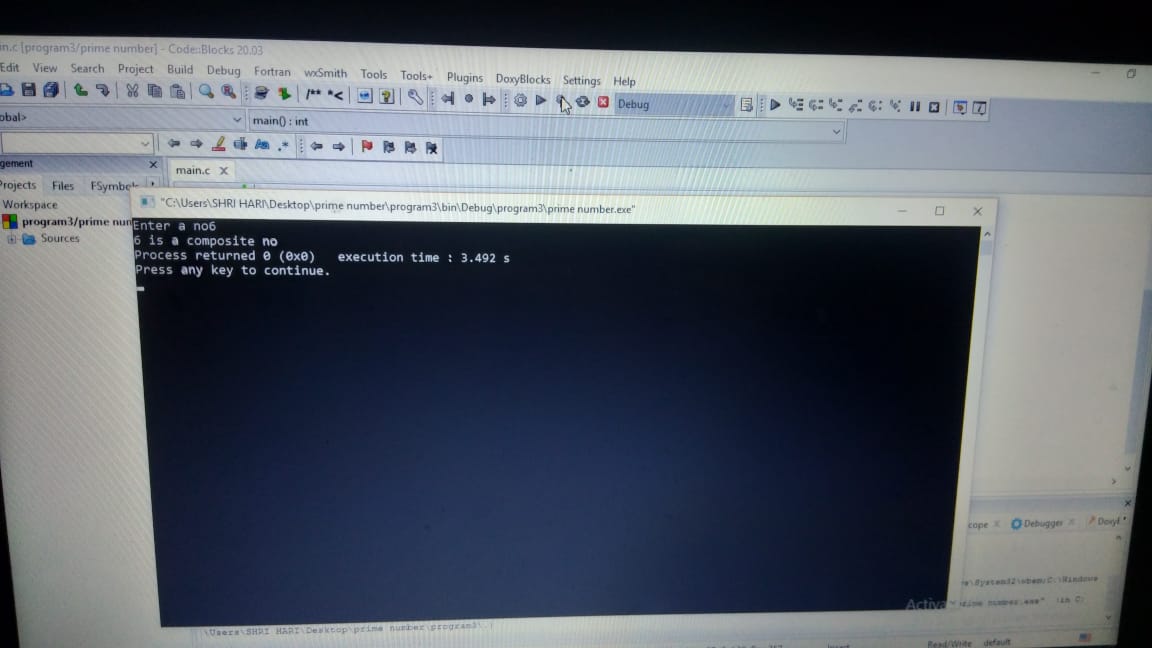 in.c [program3/prime number] - Code::Blocks 20.03
Edit View Search Project Build Debug Fortran wxSmith Tools Tools+ Plugins DoxyBlocks Settings Help
/** *< Debug
obal> main() : int
gement
main.c
Projects Files FSymbols
Workspace
program3/prime num
Sources
"C:\Users\SHRI HARI\Desktop\prime number\program3\bin\Debug\program3\prime number.exe"
Enter a no6
6 is a composite no
Process returned 0 (0x0) execution time : 3.492 s
Press any key to continue.
cope Debugger DoxyB
C:\Windows
Activa
prime number.exe" (in C:
\Users\SHRI HARI\Desktop\prime number\program3\.)
Insert Read/Write default